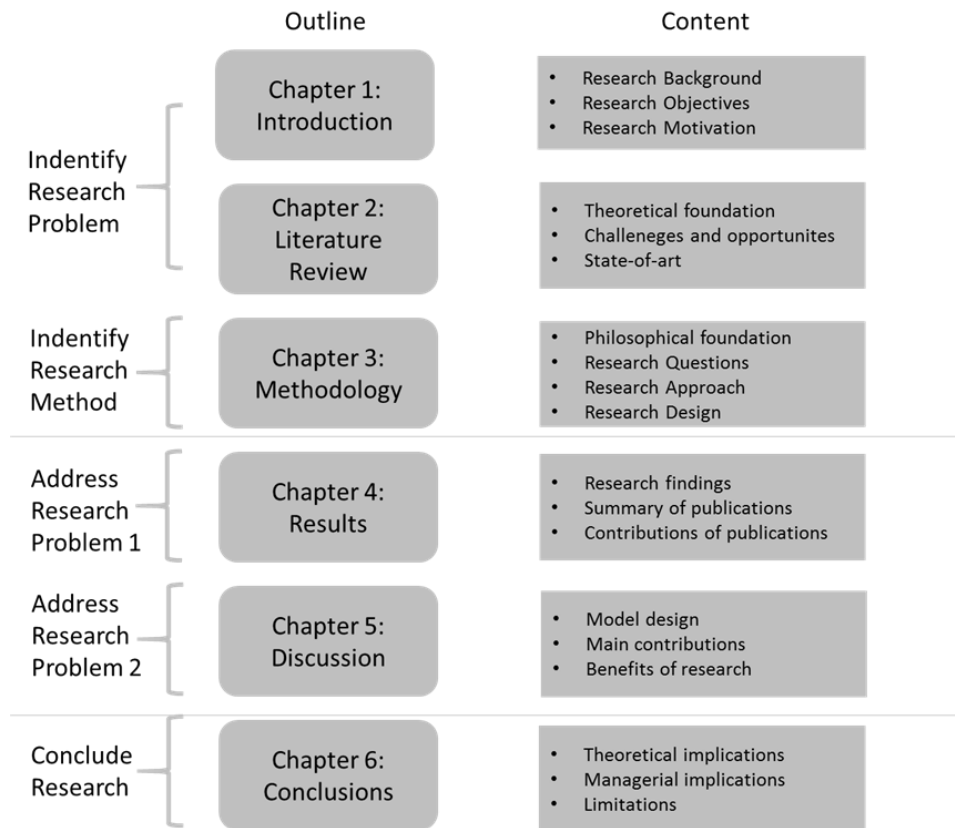 Outline
Content
Indentify
Research
Problem
Chapter 1:
Introduction
• Research Background
• Research Objectives
• Research Motivation
Chapter 2:
Literature
Review
• Theoretical foundation
• Challeneges and opportunites
• State-of-art
Indentify
Research
Method
Chapter 3:
Methodology
• Philosophical foundation
• Research Questions
• Research Approach
• Research Design
Address
Research
Problem 1
Chapter 4:
Results
• Research findings
• Summary of publications
• Contributions of publications
Address
Research
Problem 2
Chapter 5:
Discussion
• Model design
• Main contributions
• Benefits of research
Conclude
Research
Chapter 6:
Conclusions
• Theoretical implications
• Managerial implications
• Limitations